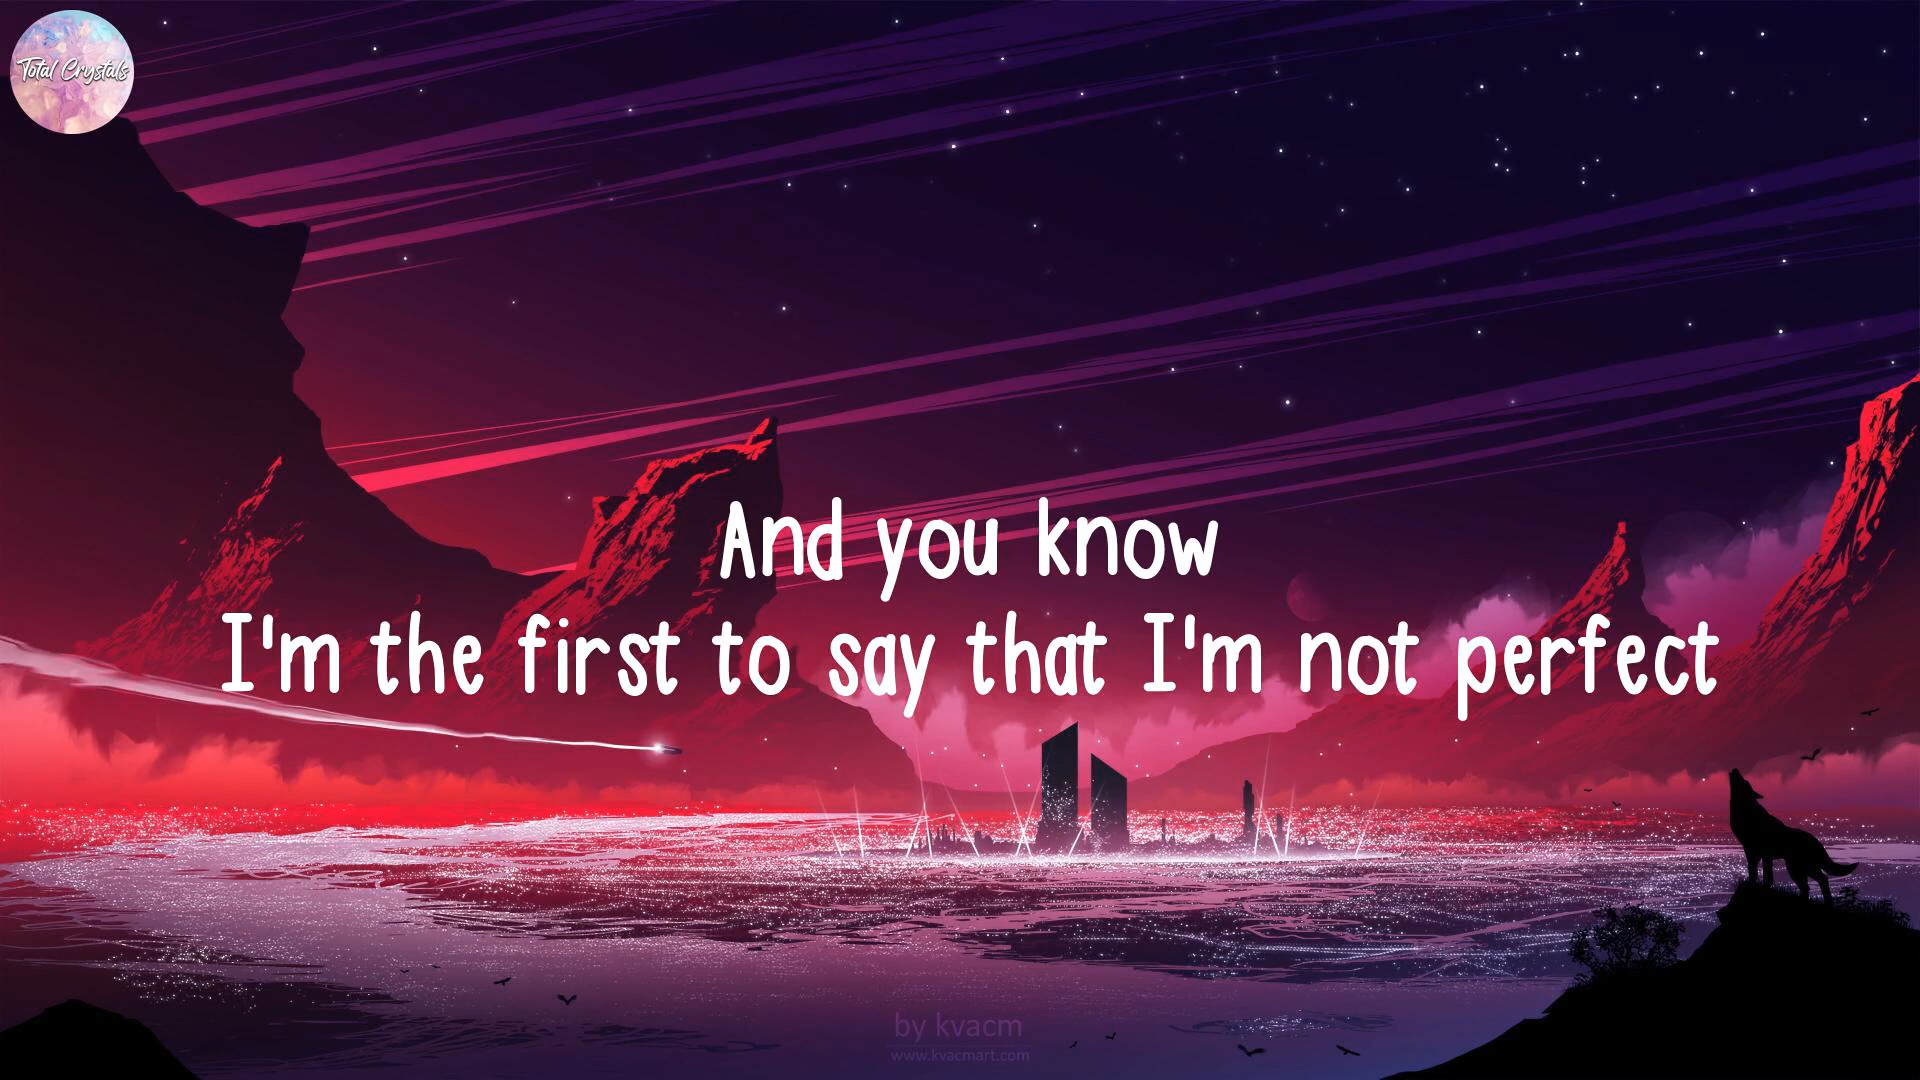 Total Crystals
And you know
I'm the first to say that I'm not perfect
by kvacm
www.kvacmart.com